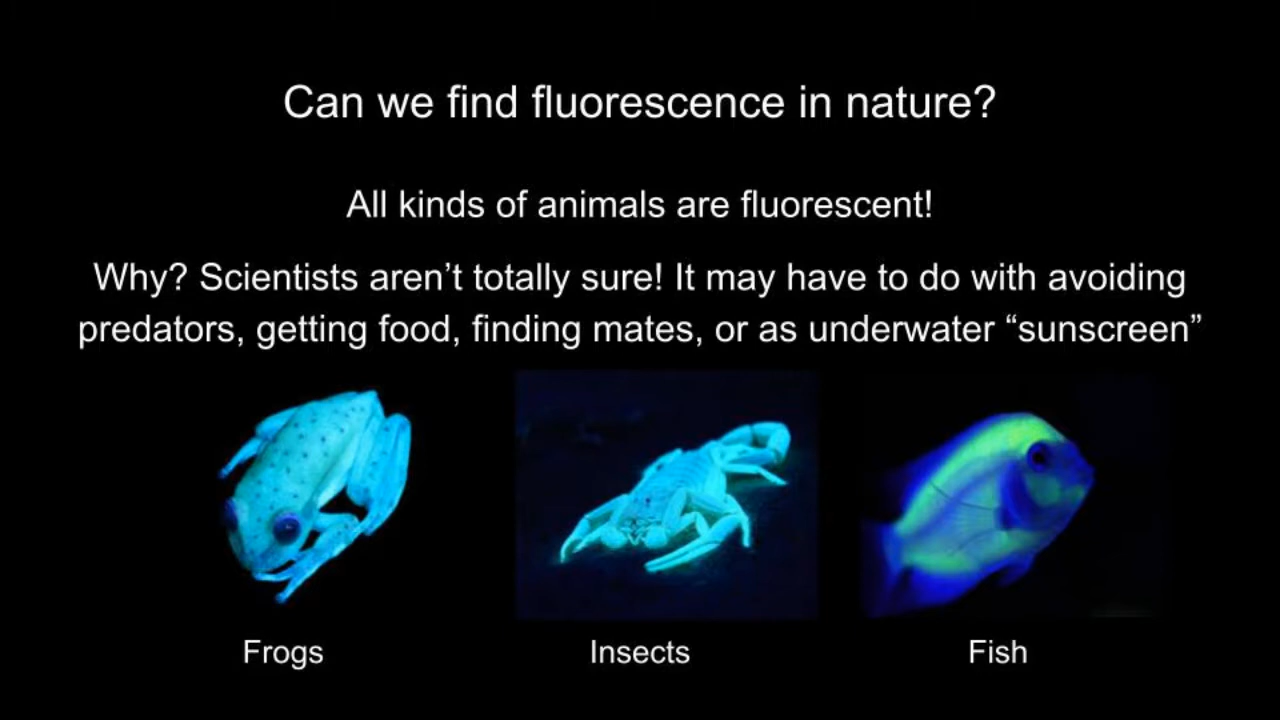 Can we find fluorescence in nature?
All kinds of animals are fluorescent!
Why? Scientists aren’t totally sure! It may have to do with avoiding
predators, getting food, finding mates, or as underwater “sunscreen”
Frogs
Insects
Fish